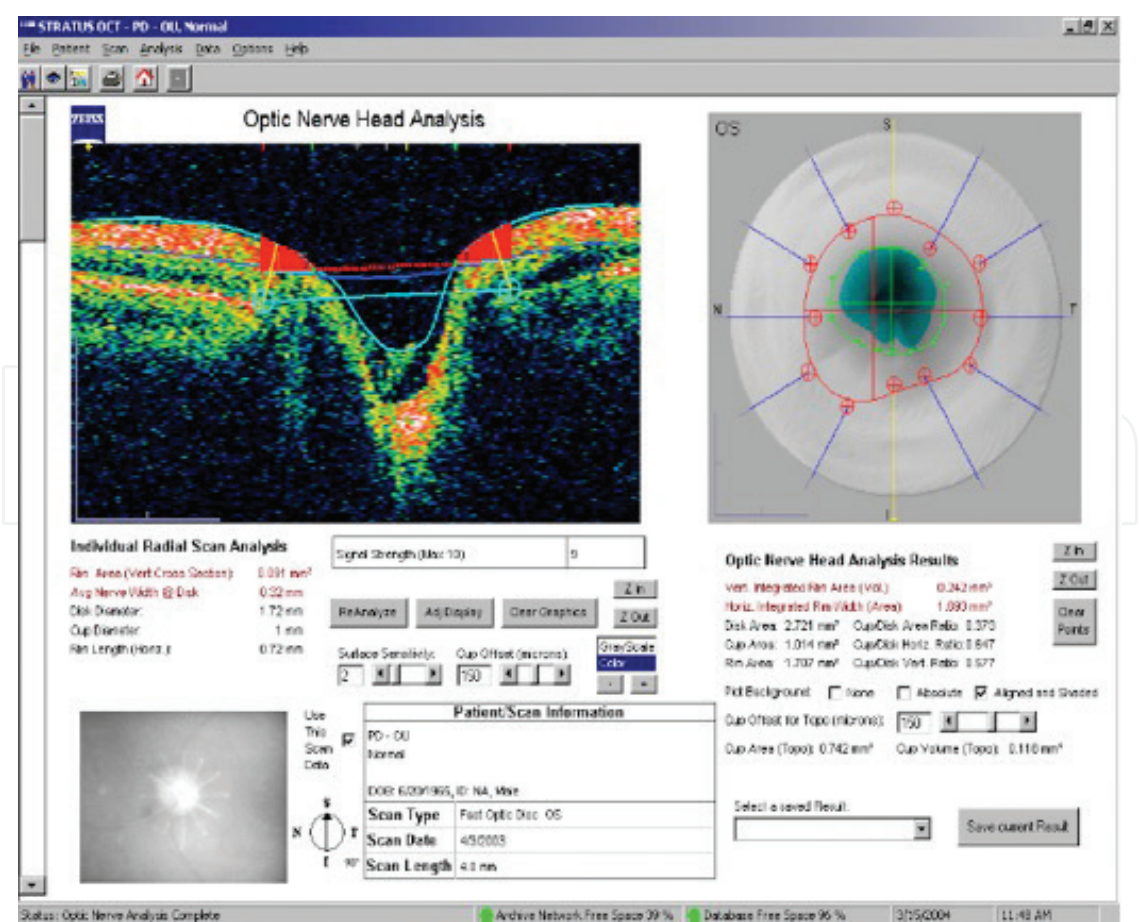 STRATUS OCT - PD - OU, Normal
File Patient Scan Analysis Data Options Help
ZEISS
Optic Nerve Head Analysis
OS
S
N
T
I
Individual Radial Scan Analysis
Rim Area (Vert. Cross Section): 0.091 mm²
Avg Nerve Width @ Disk: 0.32 mm
Disk Diameter: 1.72 mm
Cup Diameter: 1 mm
Rim Length (Horiz.): 0.72 mm
Signal Strength (Max 10) 9
Z In
ReAnalyze Adj Display Clear Graphics Z Out
Surface Sensitivity: Cup Offset (microns):
2 150
GrayScale
Color
- +
Optic Nerve Head Analysis Results
Vert. Integrated Rim Area (Vol.) 0.242 mm³
Horiz. Integrated Rim Width (Area) 1.693 mm²
Disk Area: 2.721 mm² Cup/Disk Area Ratio: 0.373
Cup Area: 1.014 mm² Cup/Disk Horiz. Ratio: 0.647
Rim Area: 1.707 mm² Cup/Disk Vert. Ratio: 0.577
Z In
Z Out
Clear
Points
Plot Background: None Absolute Aligned and Shaded
Cup Offset for Topo (microns): 150
Cup Area (Topo): 0.742 mm² Cup Volume (Topo): 0.116 mm³
Select a saved Result:
Save current Result
Use
This
Scan
Data
S
N T
I 90°
Patient/Scan Information
PD - OU
Normal
DOB: 6/20/1965, ID: NA, Male
Scan Type Fast Optic Disc OS
Scan Date 4/9/2003
Scan Length 4.0 mm
Status: Optic Nerve Analysis Complete Archive Network Free Space 39 % Database Free Space 96 % 3/15/2004 11:48 AM